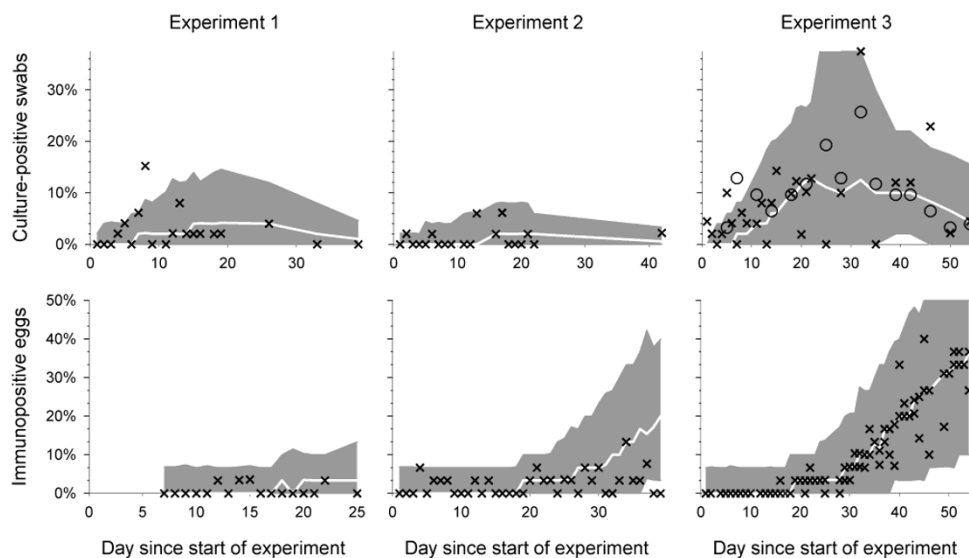 Experiment 1 Experiment 2 Experiment 3
Culture-positive swabs
30%
20%
10%
0%
0 10 20 30 0 10 20 30 40 0 10 20 30 40 50
Immunopositive eggs
50%
40%
30%
20%
10%
0%
0 5 10 15 20 25 0 10 20 30 0 10 20 30 40 50
Day since start of experiment Day since start of experiment Day since start of experiment